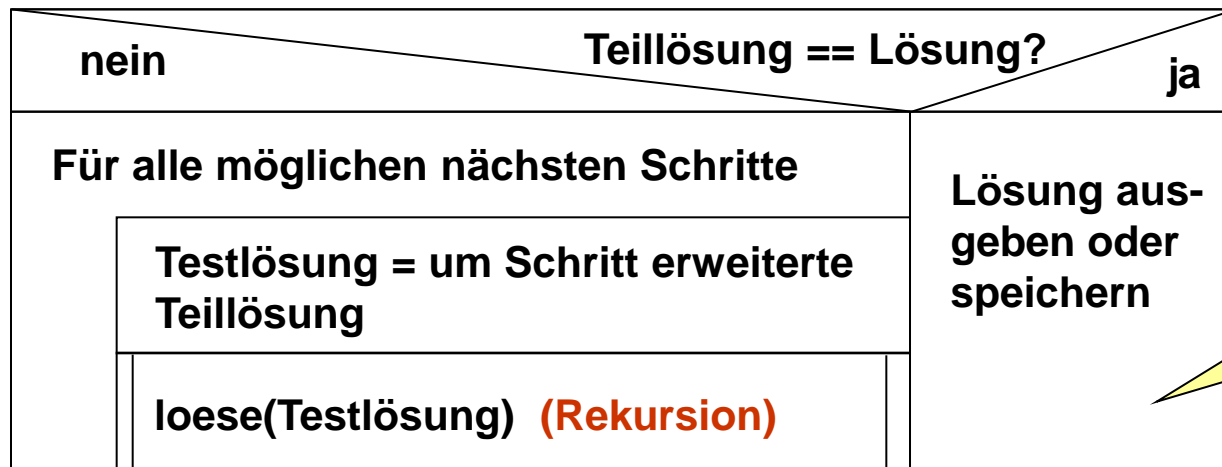 Teillösung == Lösung?
nein
ja
Für alle möglichen nächsten Schritte
Testlösung = um Schritt erweiterte
Teillösung
loese(Testlösung) (Rekursion)
Lösung aus-
geben oder
speichern